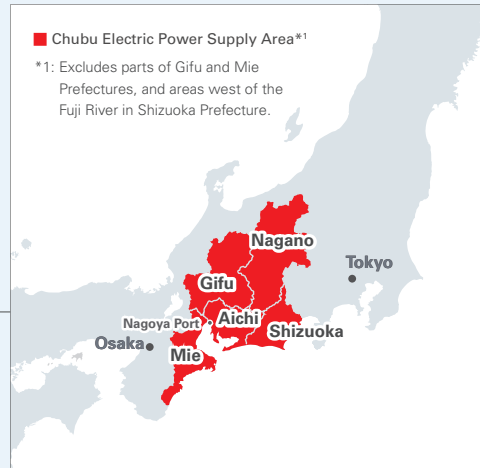 Chubu Electric Power Supply Area*1
*1: Excludes parts of Gifu and Mie
Prefectures, and areas west of the
Fuji River in Shizuoka Prefecture.
Nagano
Tokyo
Gifu
Nagoya Port
Aichi
Shizuoka
Osaka
Mie